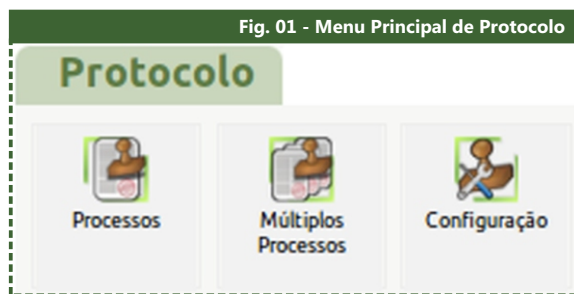 Fig. 01 - Menu Principal de Protocolo
Protocolo
Processos
Múltiplos
Processos
Configuração